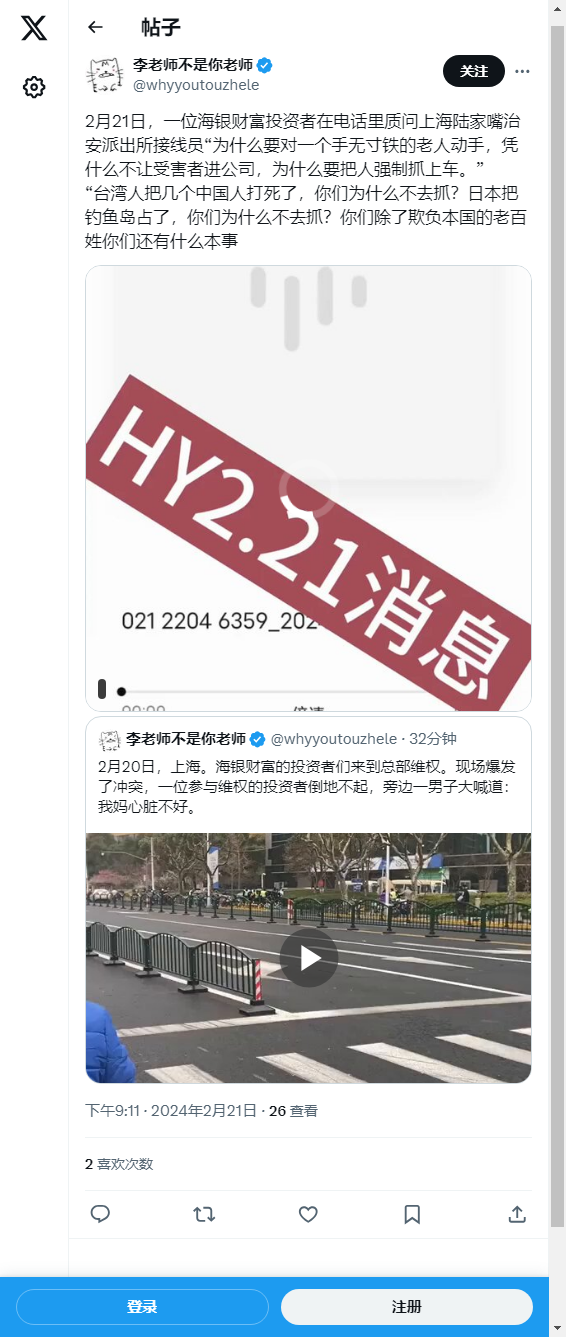 帖子
李老师不是你老师
@whyyoutouzhele
关注
2月21日，一位海银财富投资者在电话里质问上海陆家嘴治
安派出所接线员“为什么要对一个手无寸铁的老人动手，凭
什么不让受害者进公司，为什么要把人强制抓上车。”
“台湾人把几个中国人打死了，你们为什么不去抓？日本把
钓鱼岛占了，你们为什么不去抓？你们除了欺负本国的老百
姓你们还有什么本事
HY2.21消息
021 2204 6359_202
00:00
倍速
李老师不是你老师 @whyyoutouzhele · 32分钟
2月20日，上海。海银财富的投资者们来到总部维权。现场爆发
了冲突，一位参与维权的投资者倒地不起，旁边一男子大喊道：
我妈心脏不好。
下午9:11 · 2024年2月21日 · 26 查看
2 喜欢次数
登录
注册